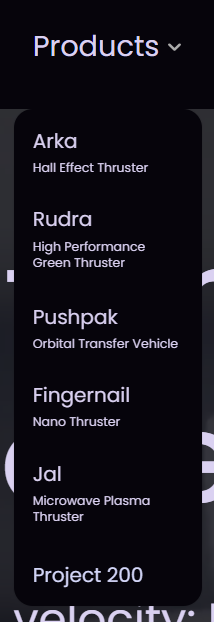 Products
Arka
Hall Effect Thruster
Rudra
High Performance
Green Thruster
Pushpak
Orbital Transfer Vehicle
Fingernail
Nano Thruster
Jal
Microwave Plasma
Thruster
Project 200
velocity: